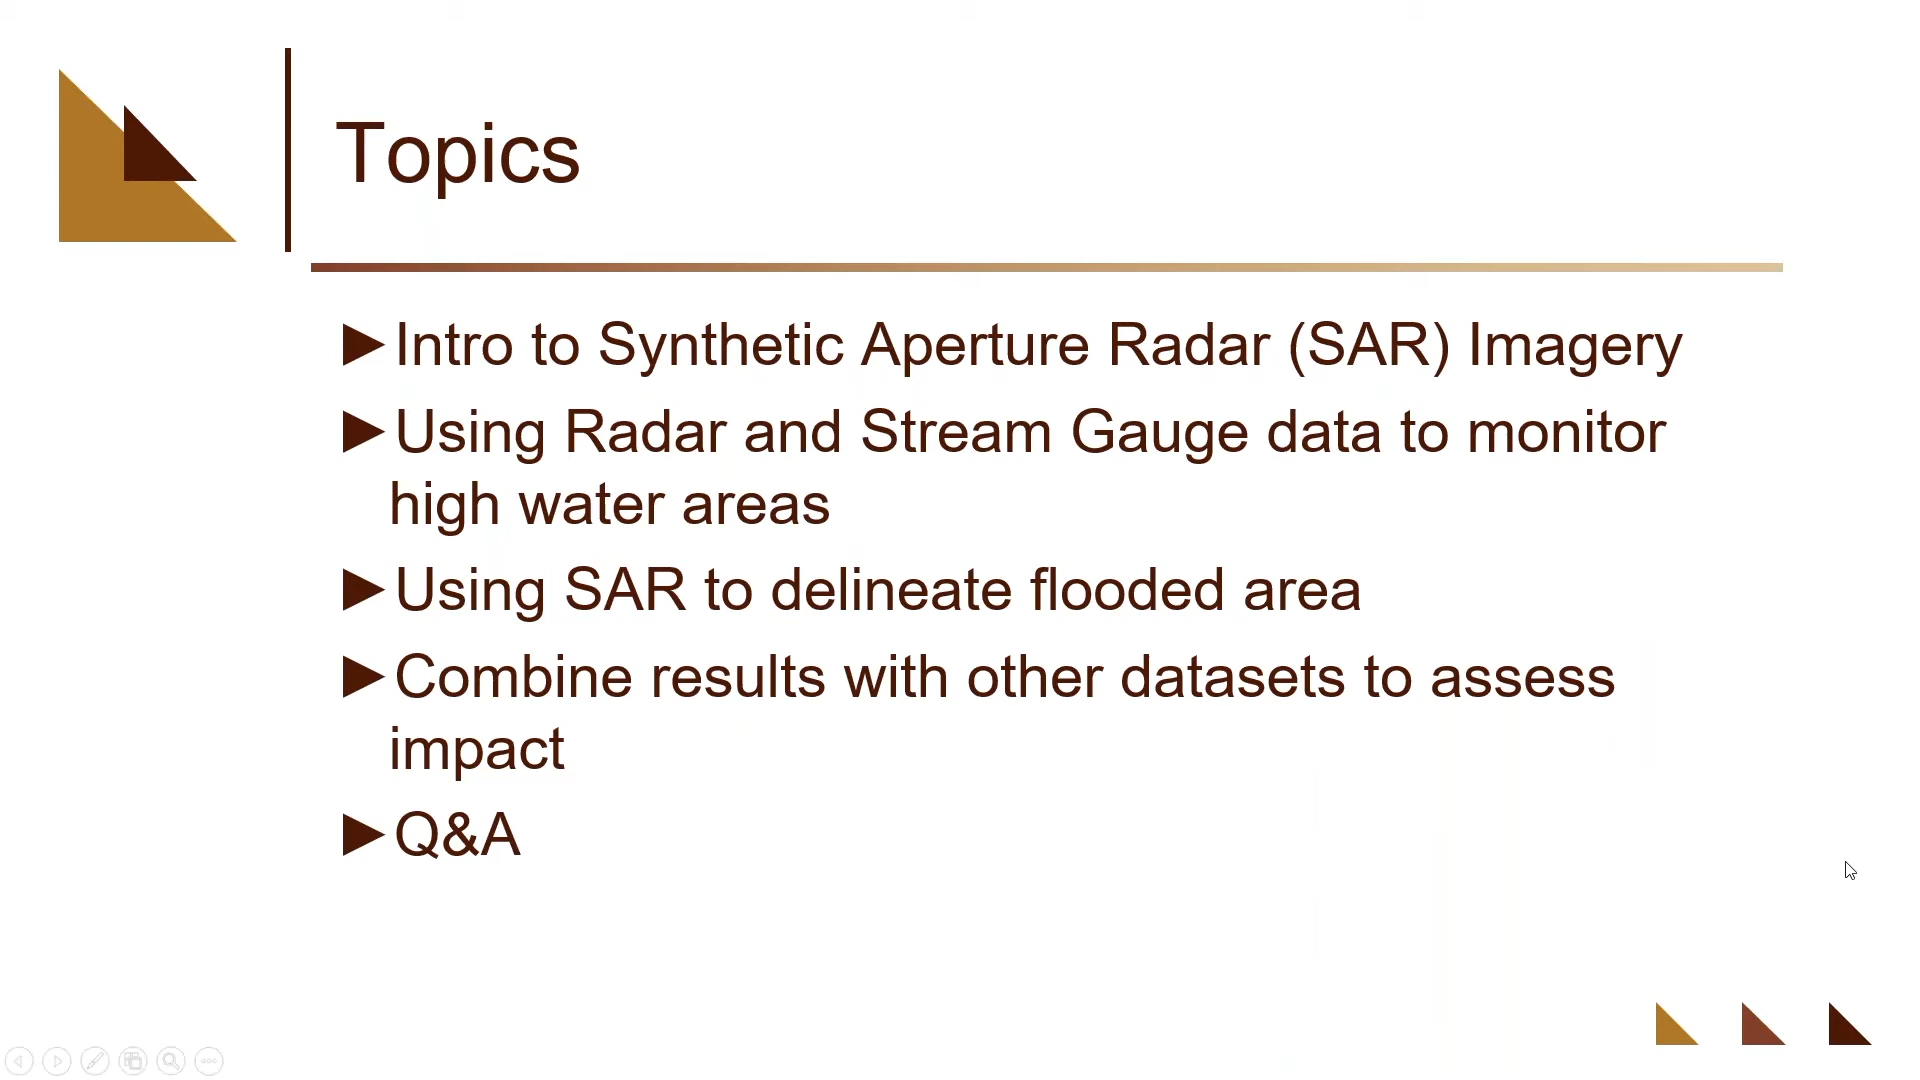 Topics
►Intro to Synthetic Aperture Radar (SAR) Imagery
►Using Radar and Stream Gauge data to monitor
high water areas
►Using SAR to delineate flooded area
►Combine results with other datasets to assess
impact
►Q&A